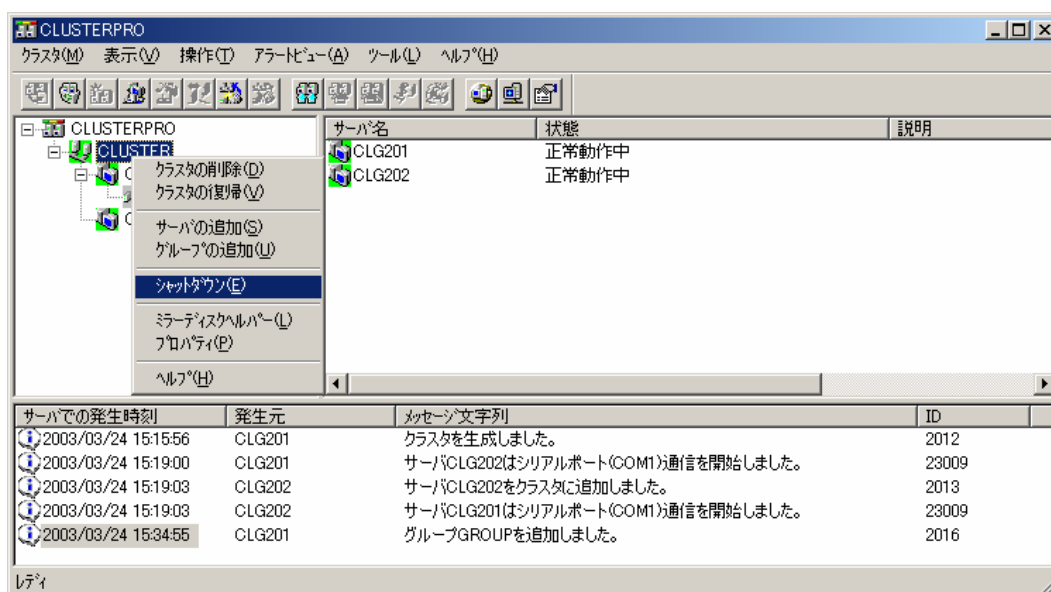 CLUSTERPRO
クラスタ(M) 表示(V) 操作(T) アラートビュー(A) ツール(L) ヘルプ(H)
CLUSTERPRO
CLUSTER
クラスタの削除(D)
クラスタの復帰(V)
サーバの追加(S)
グループの追加(U)
シャットダウン(E)
ミラーディスクヘルパー(L)
プロパティ(P)
ヘルプ(H)
サーバ名 状態 説明
CLG201 正常動作中
CLG202 正常動作中
サーバでの発生時刻 発生元 メッセージ文字列 ID
2003/03/24 15:15:56 CLG201 クラスタを生成しました。 2012
2003/03/24 15:19:00 CLG201 サーバCLG202はシリアルポート(COM1)通信を開始しました。 23009
2003/03/24 15:19:03 CLG202 サーバCLG202をクラスタに追加しました。 2013
2003/03/24 15:19:03 CLG202 サーバCLG201はシリアルポート(COM1)通信を開始しました。 23009
2003/03/24 15:34:55 CLG201 グループGROUPを追加しました。 2016
レディ